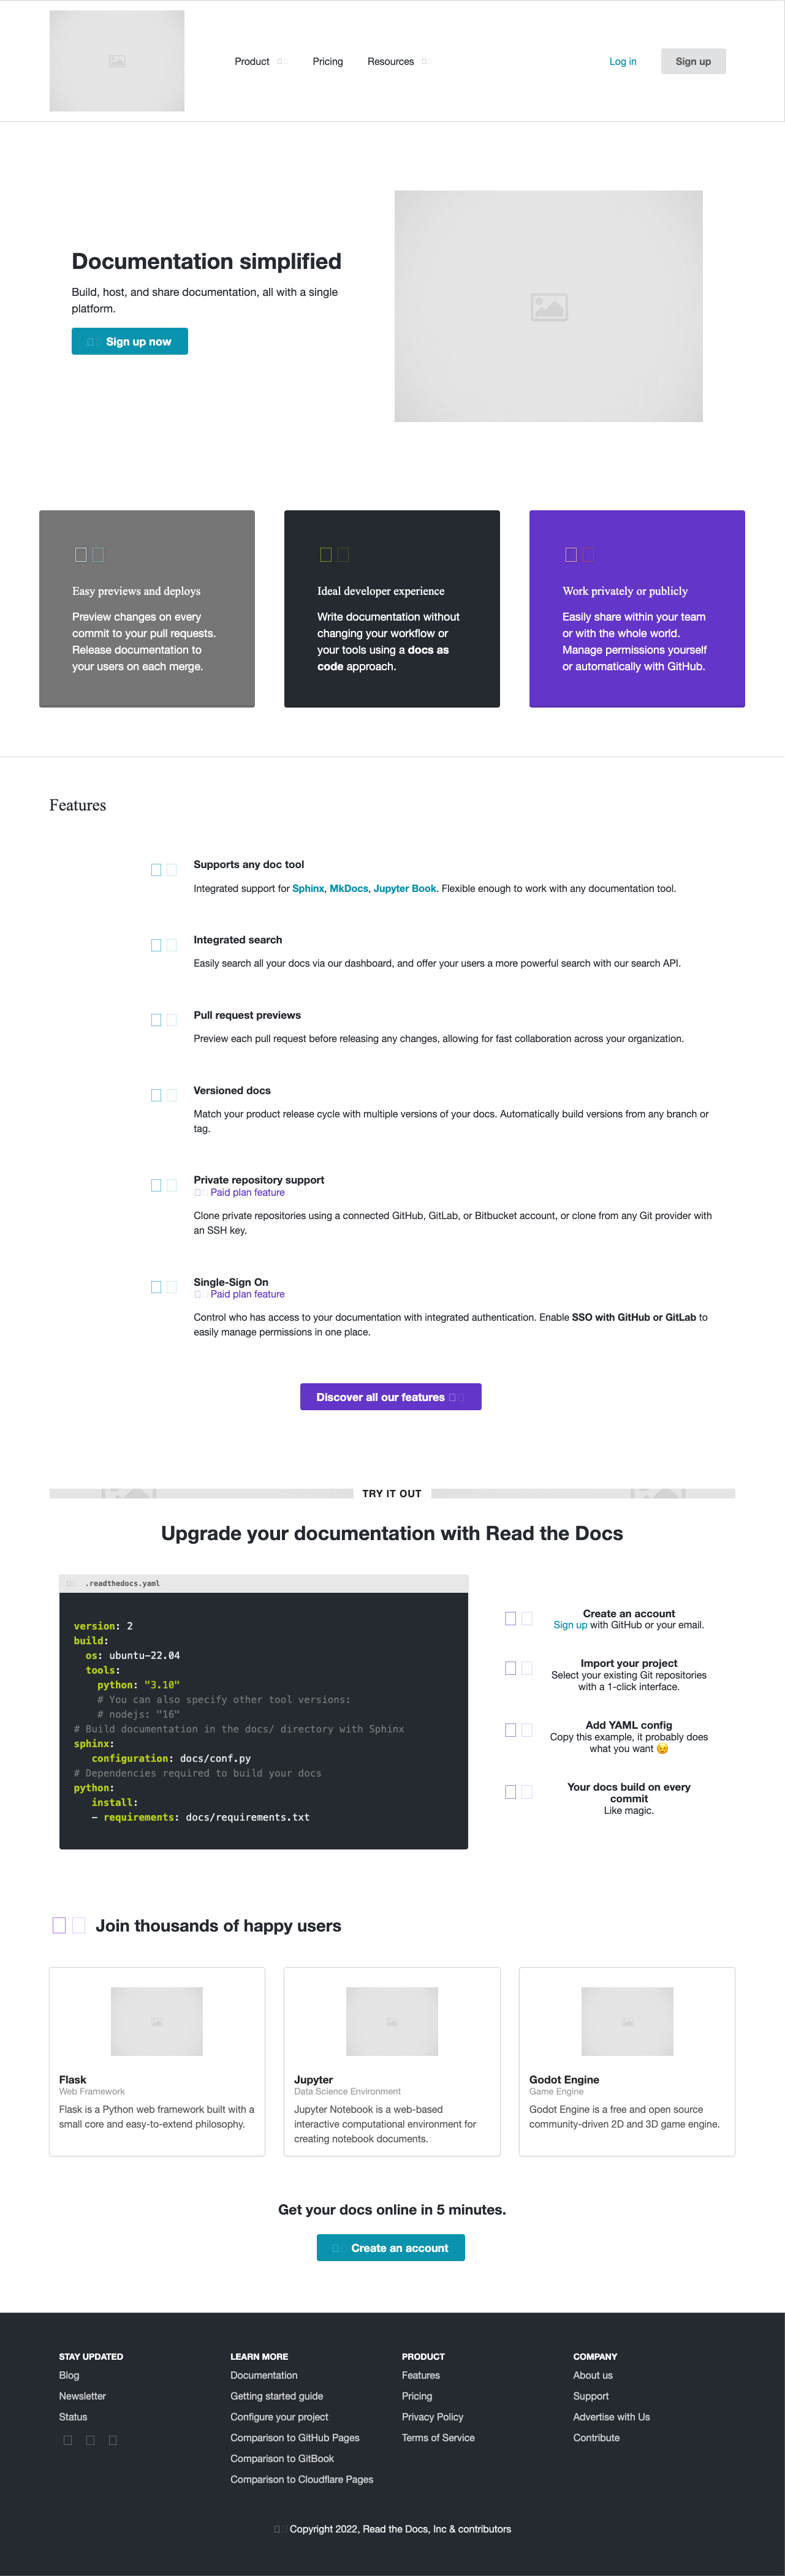 Product
Pricing
Resources
Log in
Sign up
Documentation simplified
Build, host, and share documentation, all with a single
platform.
Sign up now
Easy previews and deploys
Preview changes on every
commit to your pull requests.
Release documentation to
your users on each merge.
Ideal developer experience
Write documentation without
changing your workflow or
your tools using a docs as
code approach.
Work privately or publicly
Easily share within your team
or with the whole world.
Manage permissions yourself
or automatically with GitHub.
Features
Supports any doc tool
Integrated support for Sphinx, MkDocs, Jupyter Book. Flexible enough to work with any documentation tool.
Integrated search
Easily search all your docs via our dashboard, and offer your users a more powerful search with our search API.
Pull request previews
Preview each pull request before releasing any changes, allowing for fast collaboration across your organization.
Versioned docs
Match your product release cycle with multiple versions of your docs. Automatically build versions from any branch or
tag.
Private repository support
Paid plan feature
Clone private repositories using a connected GitHub, GitLab, or Bitbucket account, or clone from any Git provider with
an SSH key.
Single-Sign On
Paid plan feature
Control who has access to your documentation with integrated authentication. Enable SSO with GitHub or GitLab to
easily manage permissions in one place.
Discover all our features
TRY IT OUT
Upgrade your documentation with Read the Docs
.readthedocs.yaml
version: 2
build:
os: ubuntu-22.04
tools:
python: "3.10"
# You can also specify other tool versions:
# nodejs: "16"
# Build documentation in the docs/ directory with Sphinx
sphinx:
configuration: docs/conf.py
# Dependencies required to build your docs
python:
install:
- requirements: docs/requirements.txt
Create an account
Sign up with GitHub or your email.
Import your project
Select your existing Git repositories
with a 1-click interface.
Add YAML config
Copy this example, it probably does
what you want 😉
Your docs build on every
commit
Like magic.
Join thousands of happy users
Flask
Web Framework
Flask is a Python web framework built with a
small core and easy-to-extend philosophy.
Jupyter
Data Science Environment
Jupyter Notebook is a web-based
interactive computational environment for
creating notebook documents.
Godot Engine
Game Engine
Godot Engine is a free and open source
community-driven 2D and 3D game engine.
Get your docs online in 5 minutes.
Create an account
STAY UPDATED
Blog
Newsletter
Status
LEARN MORE
Documentation
Getting started guide
Configure your project
Comparison to GitHub Pages
Comparison to GitBook
Comparison to Cloudflare Pages
PRODUCT
Features
Pricing
Privacy Policy
Terms of Service
COMPANY
About us
Support
Advertise with Us
Contribute
Copyright 2022, Read the Docs, Inc & contributors